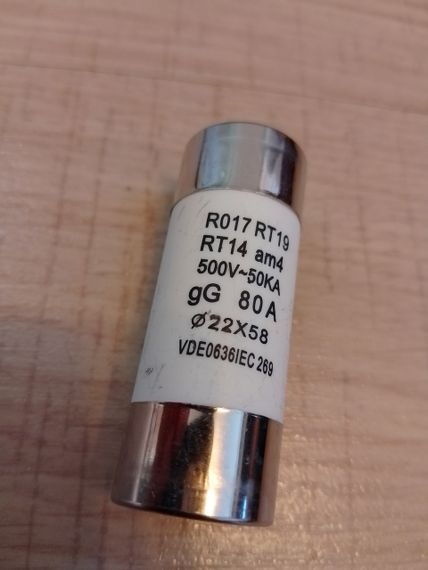 R017 RT19
RT14 am4
500V~50KA
gG 80A
Ø22X58
VDE0636IEC 269